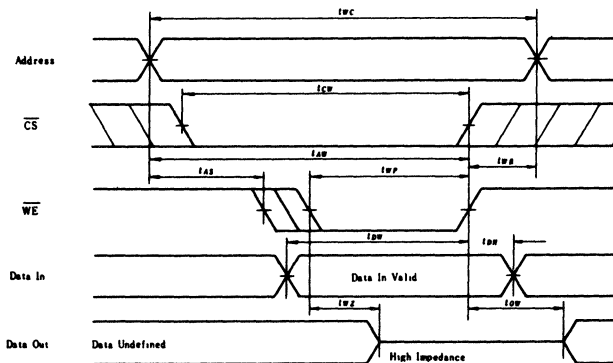 tWC
Address
tCW
CS
tAW
tWR
tAS
tWP
WE
tDW
tDH
Data In
Data In Valid
tWZ
tOW
Data Out
Data Undefined
High Impedance